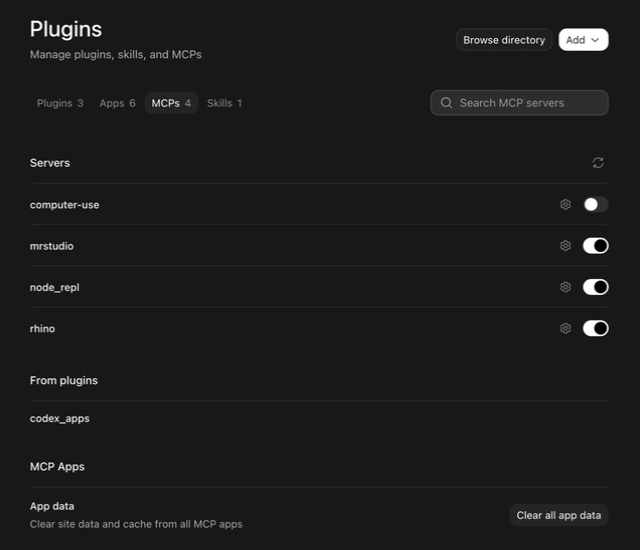 Plugins
Manage plugins, skills, and MCPs
Browse directory
Add
Plugins 3
Apps 6
MCPs 4
Skills 1
Search MCP servers
Servers
computer-use
mrstudio
node_repl
rhino
From plugins
codex_apps
MCP Apps
App data
Clear site data and cache from all MCP apps
Clear all app data